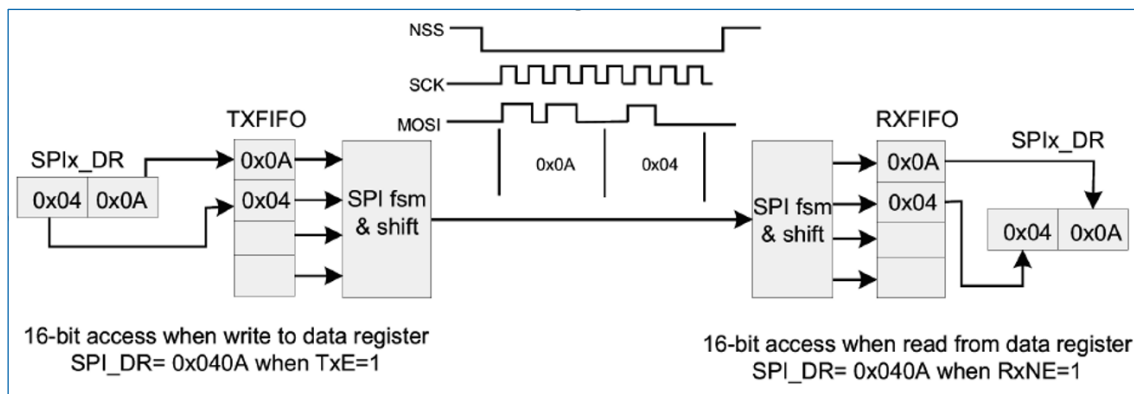 NSS
SCK
MOSI
TXFIFO
RXFIFO
SPIx_DR
SPIx_DR
0x04 0x0A
0x0A
0x04
SPI fsm
& shift
0x0A
0x04
SPI fsm
& shift
0x0A
0x04
0x04 0x0A
16-bit access when write to data register
SPI_DR= 0x040A when TxE=1
16-bit access when read from data register
SPI_DR= 0x040A when RxNE=1